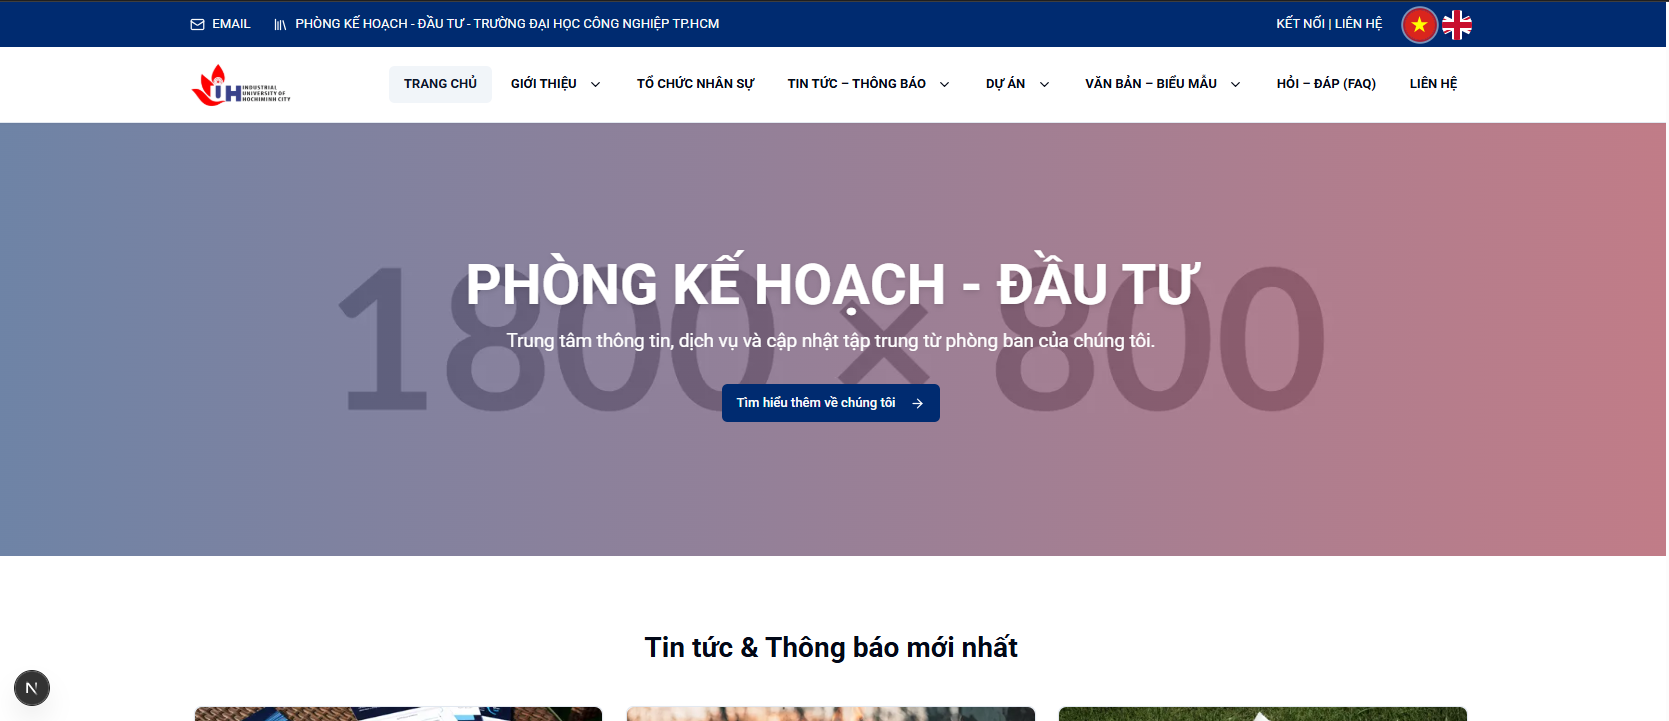 EMAIL
PHÒNG KẾ HOẠCH - ĐẦU TƯ - TRƯỜNG ĐẠI HỌC CÔNG NGHIỆP TP.HCM
KẾT NỐI | LIÊN HỆ
IUH INDUSTRIAL
UNIVERSITY OF
HOCHIMINH CITY
TRANG CHỦ
GIỚI THIỆU
TỔ CHỨC NHÂN SỰ
TIN TỨC – THÔNG BÁO
DỰ ÁN
VĂN BẢN – BIỂU MẪU
HỎI – ĐÁP (FAQ)
LIÊN HỆ
1800 × 800
PHÒNG KẾ HOẠCH - ĐẦU TƯ
Trung tâm thông tin, dịch vụ và cập nhật tập trung từ phòng ban của chúng tôi.
Tìm hiểu thêm về chúng tôi
Tin tức & Thông báo mới nhất
N